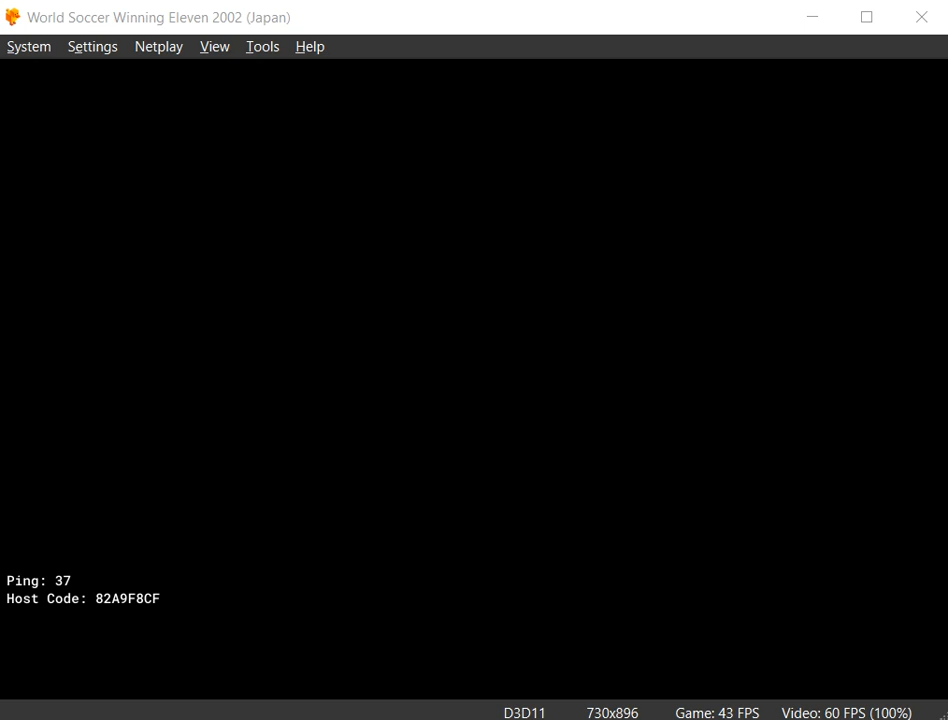 World Soccer Winning Eleven 2002 (Japan)
System Settings Netplay View Tools Help
Ping: 37
Host Code: 82A9F8CF
D3D11 730x896 Game: 43 FPS Video: 60 FPS (100%)